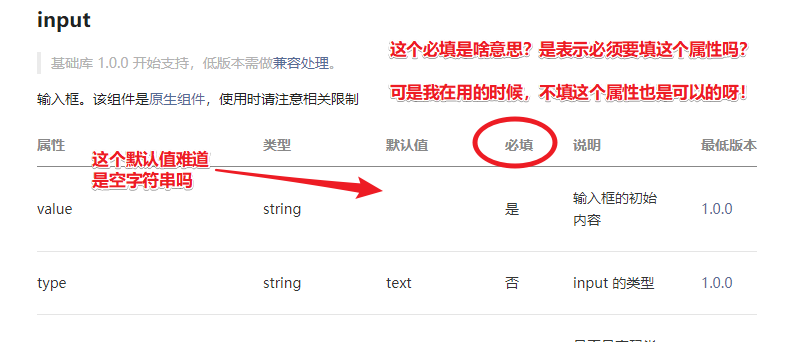 input
基础库 1.0.0 开始支持，低版本需做兼容处理。
这个必填是啥意思？是表示必须要填这个属性吗？
可是我在用的时候，不填这个属性也是可以的呀！
输入框。该组件是原生组件，使用时请注意相关限制
属性 类型 默认值 必填 说明 最低版本
这个默认值难道
是空字符串吗
value string 是 输入框的初始 1.0.0
内容
type string text 否 input 的类型 1.0.0